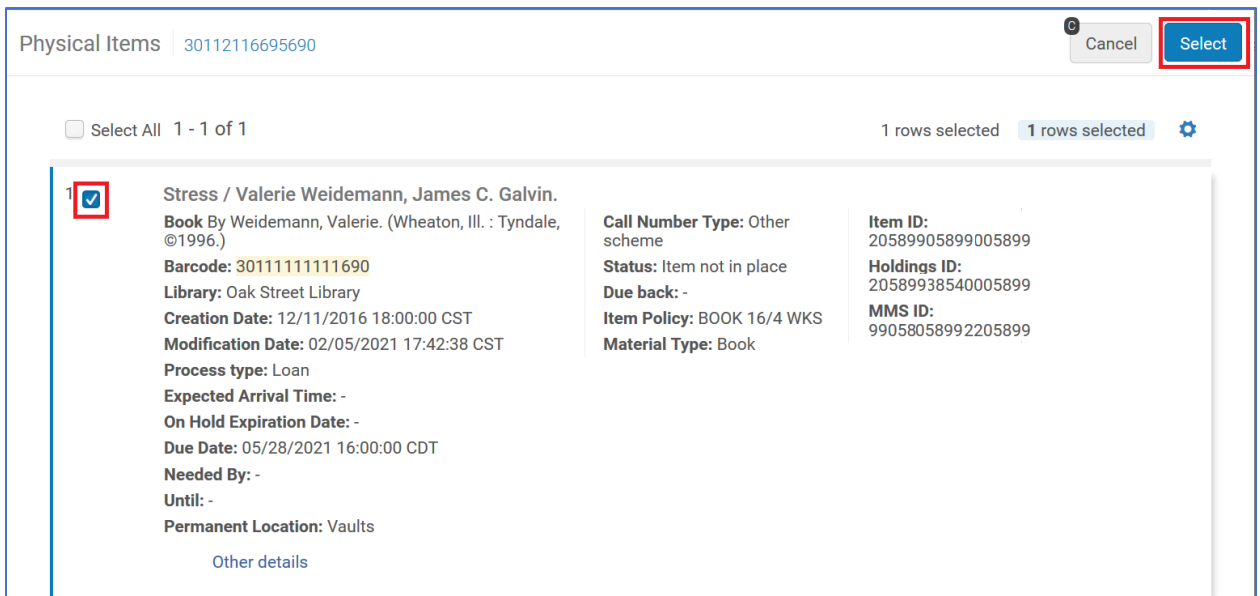 Physical Items 30112116695690
C
Cancel
Select
Select All 1 - 1 of 1
1 rows selected 1 rows selected
1
Stress / Valerie Weidemann, James C. Galvin.
Book By Weidemann, Valerie. (Wheaton, Ill. : Tyndale,
©1996.)
Barcode: 30111111111690
Library: Oak Street Library
Creation Date: 12/11/2016 18:00:00 CST
Modification Date: 02/05/2021 17:42:38 CST
Process type: Loan
Expected Arrival Time: -
On Hold Expiration Date: -
Due Date: 05/28/2021 16:00:00 CDT
Needed By: -
Until: -
Permanent Location: Vaults
Other details
Call Number Type: Other
scheme
Status: Item not in place
Due back: -
Item Policy: BOOK 16/4 WKS
Material Type: Book
Item ID:
20589905899005899
Holdings ID:
20589938540005899
MMS ID:
99058058992205899